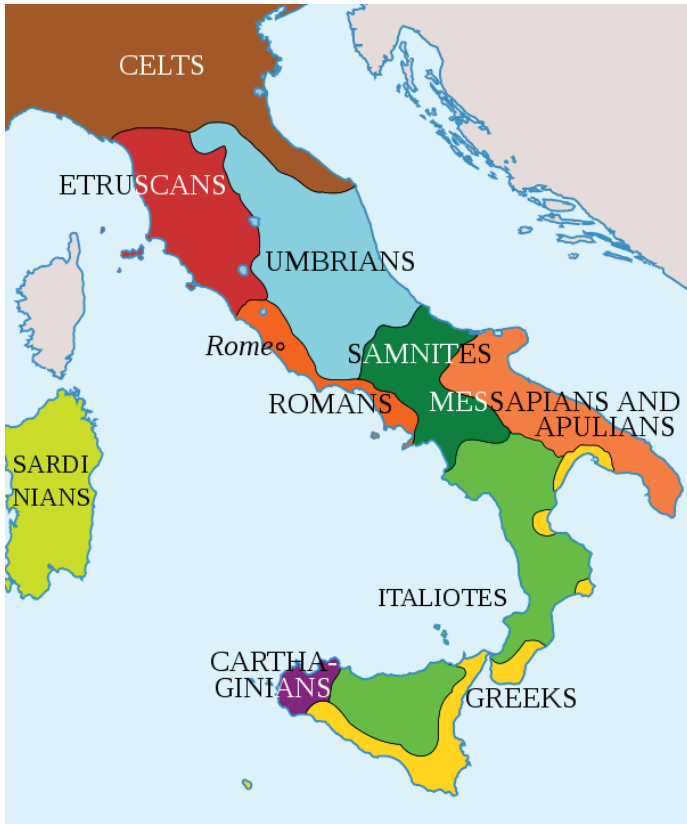 CELTS
ETRUSCANS
UMBRIANS
Rome
SAMNITES
ROMANS
MESSAPIANS AND
APULIANS
SARDI
NIANS
ITALIOTES
CARTHA-
GINIANS
GREEKS